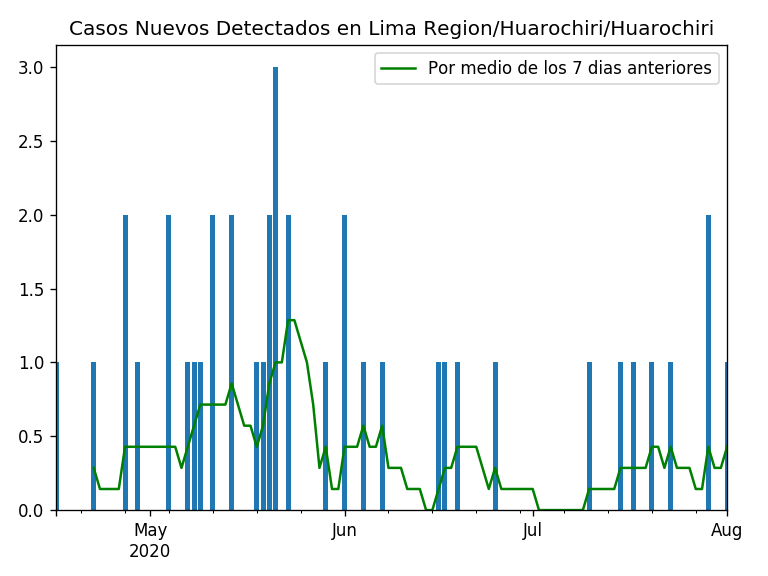 Casos Nuevos Detectados en Lima Region/Huarochiri/Huarochiri
Por medio de los 7 dias anteriores
3.0
2.5
2.0
1.5
1.0
0.5
0.0
May Jun Jul Aug
2020